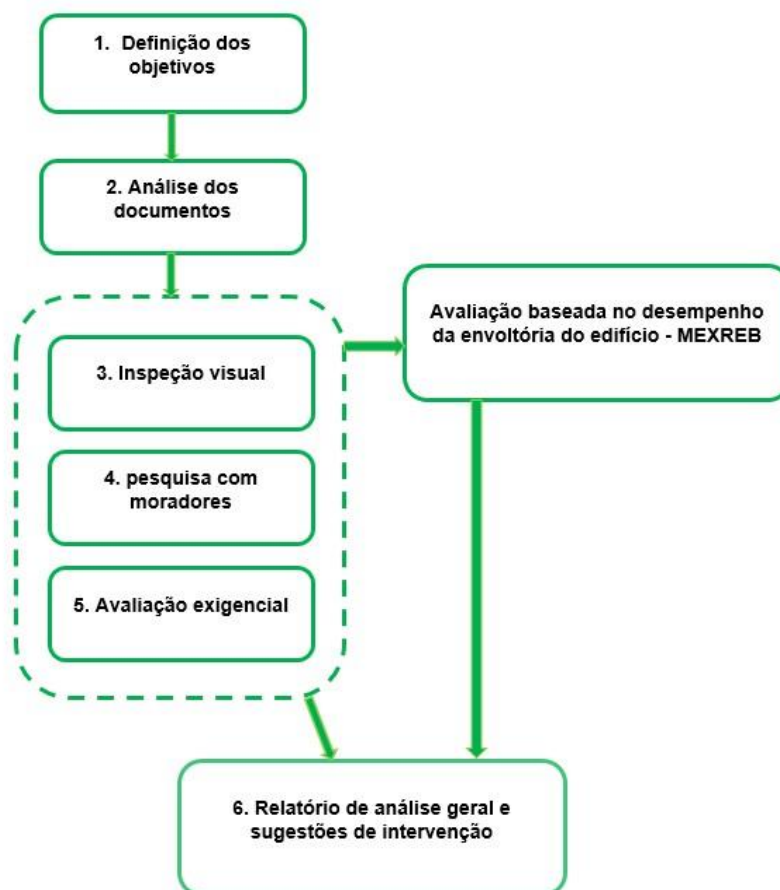 1. Definição dos
objetivos
2. Análise dos
documentos
3. Inspeção visual
4. pesquisa com
moradores
5. Avaliação exigencial
Avaliação baseada no desempenho
da envoltória do edifício - MEXREB
6. Relatório de análise geral e
sugestões de intervenção